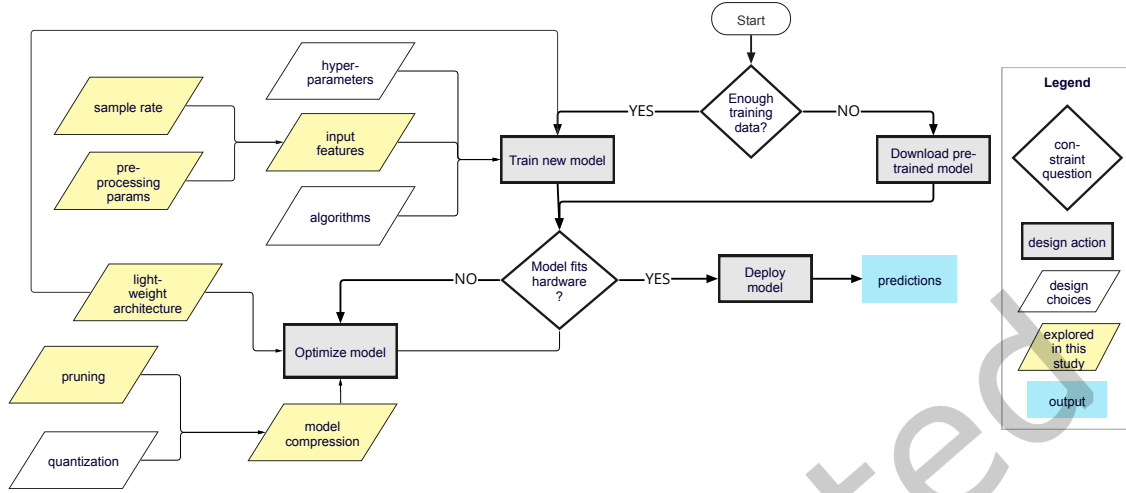 Start
Enough
training
data?
YES
NO
hyper-
parameters
sample rate
input
features
pre-
processing
params
algorithms
Train new model
Download pre-
trained model
Model fits
hardware
?
NO
YES
Deploy
model
predictions
light-
weight
architecture
Optimize model
pruning
quantization
model
compression
Legend
con-
straint
question
design action
design
choices
explored
in this
study
output